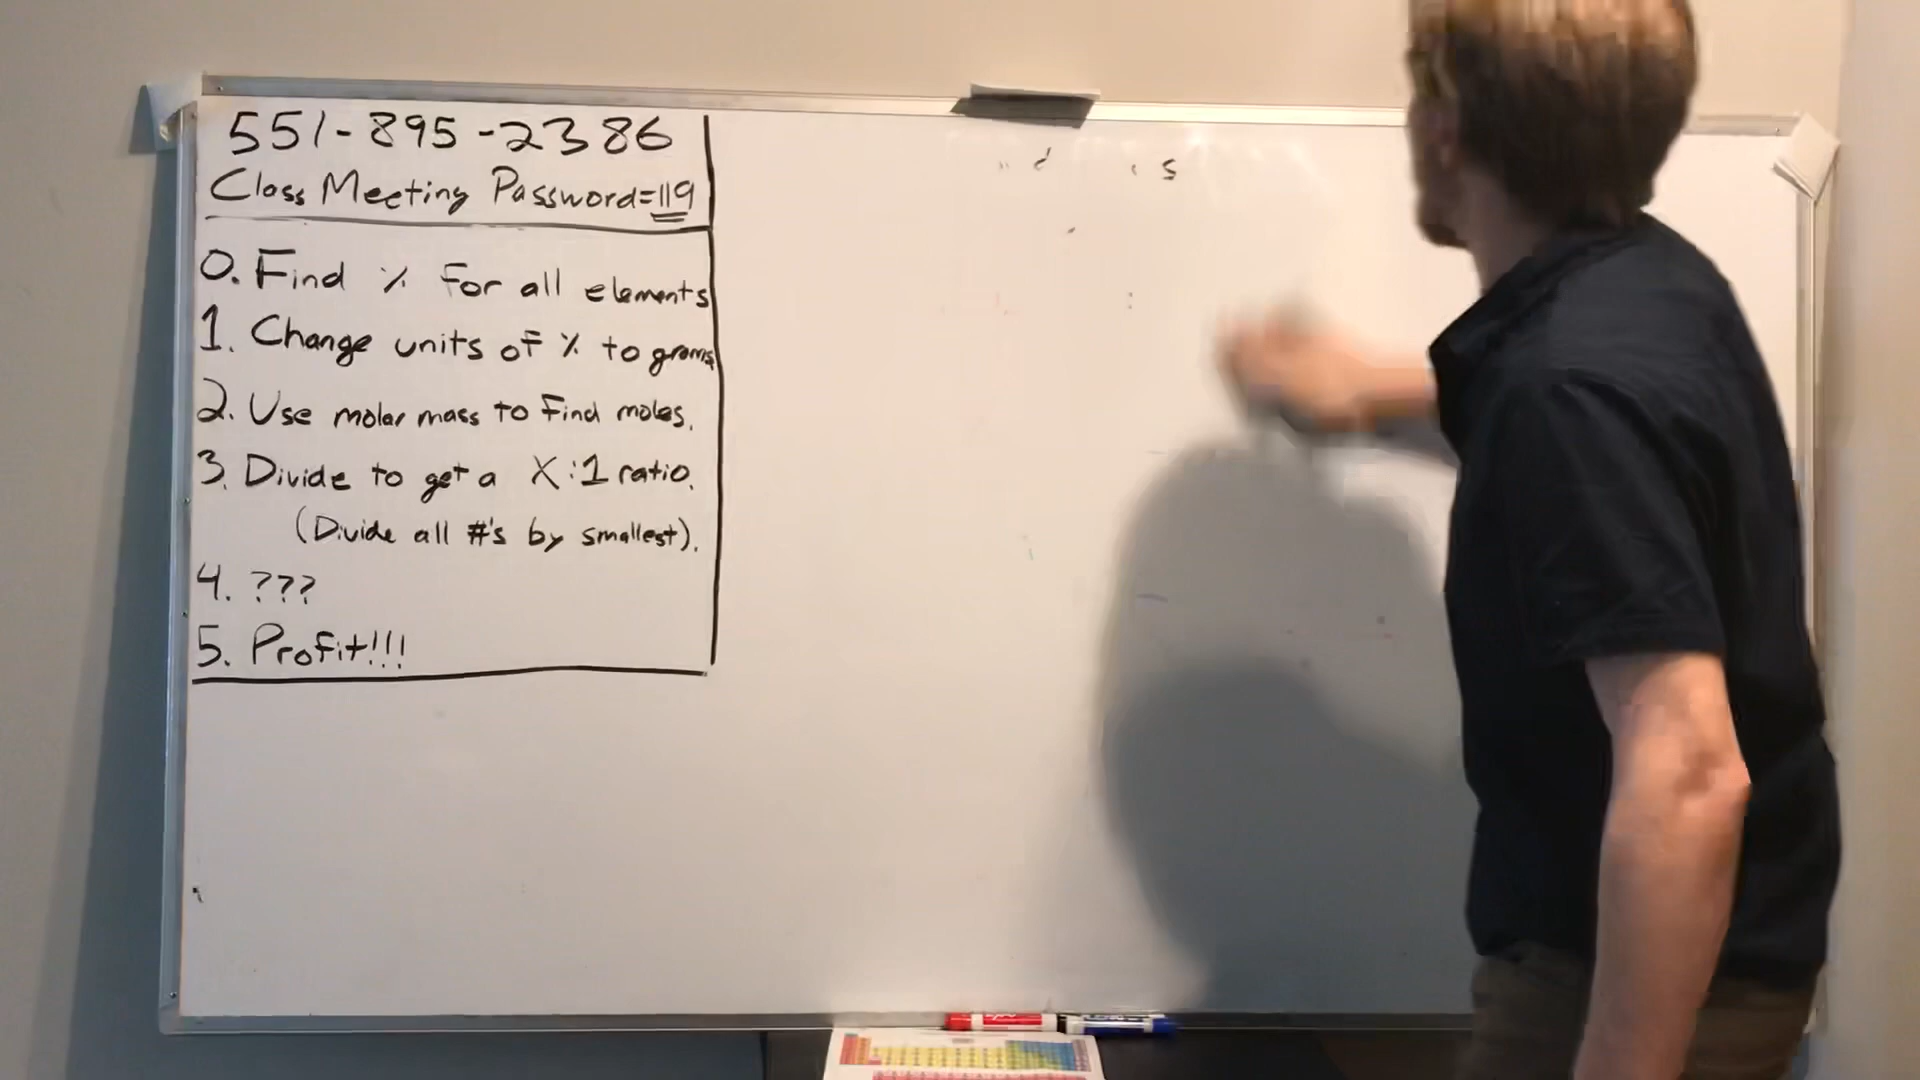 551-895-2386
Class Meeting Password=119
0. Find % for all elements
1. Change units of % to grams
2. Use molar mass to find moles.
3. Divide to get a X:1 ratio.
(Divide all #'s by smallest).
4. ???
5. Profit!!!